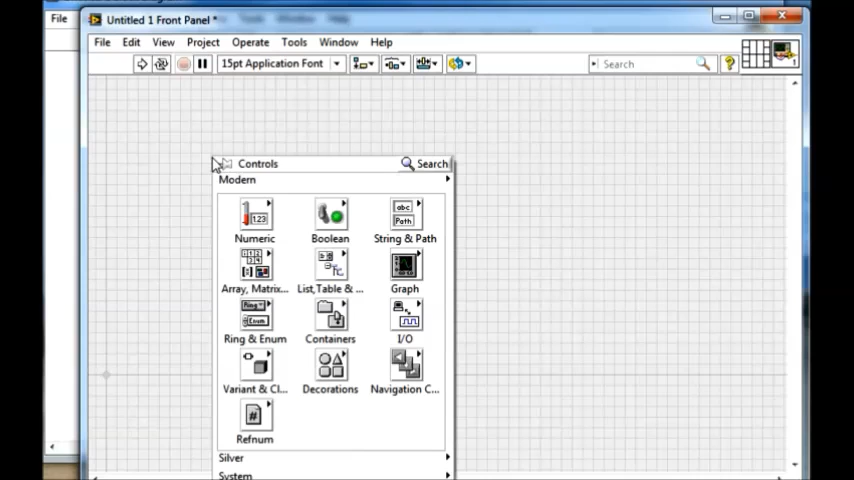 File
Untitled 1 Front Panel *
File Edit View Project Operate Tools Window Help
15pt Application Font
Search
Controls
Search
Modern
Numeric
Boolean
String & Path
Array, Matrix...
List,Table & ...
Graph
Ring & Enum
Containers
I/O
Variant & Cl...
Decorations
Navigation C...
Refnum
Silver
System